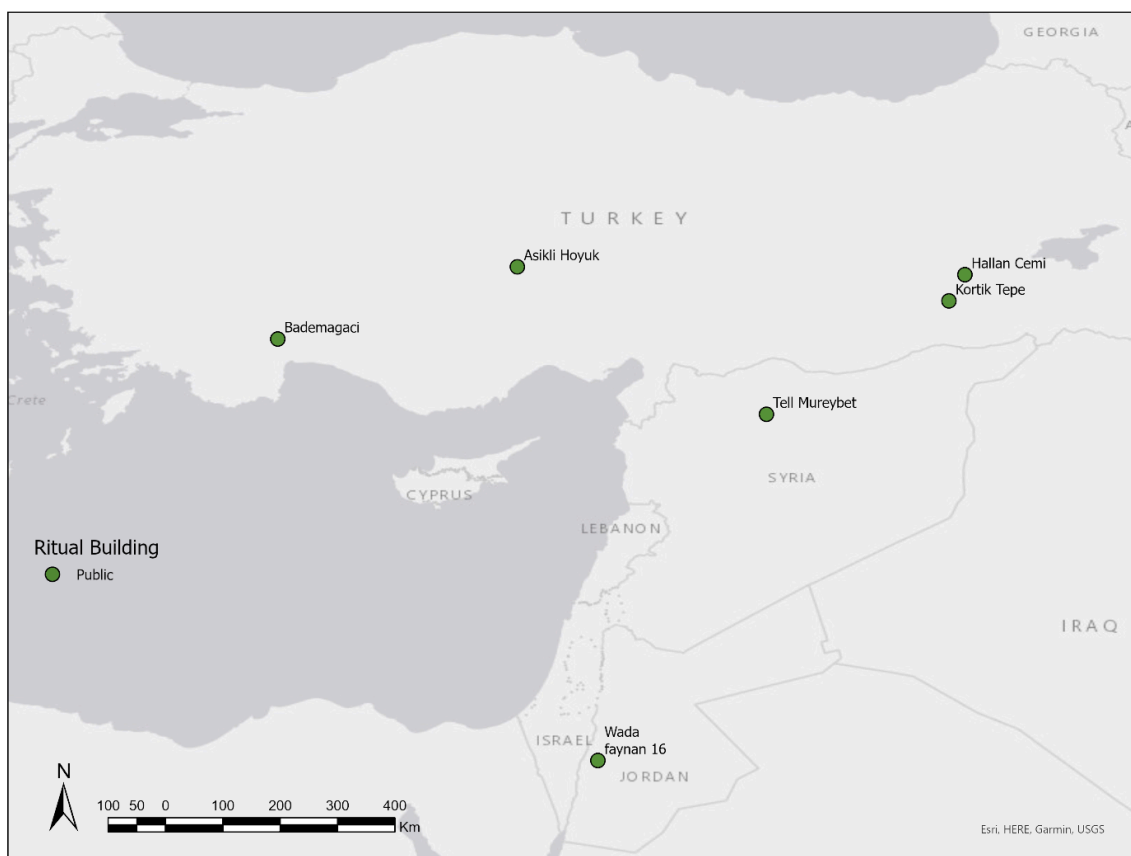 GEORGIA
A
TURKEY
Asikli Hoyuk
Hallan Cemi
Kortik Tepe
Bademagaci
Crete
Tell Mureybet
SYRIA
CYPRUS
LEBANON
Ritual Building
Public
IRAQ
Wada
faynan 16
ISRAEL
JORDAN
N
100 50 0 100 200 300 400
Km
Esri, HERE, Garmin, USGS